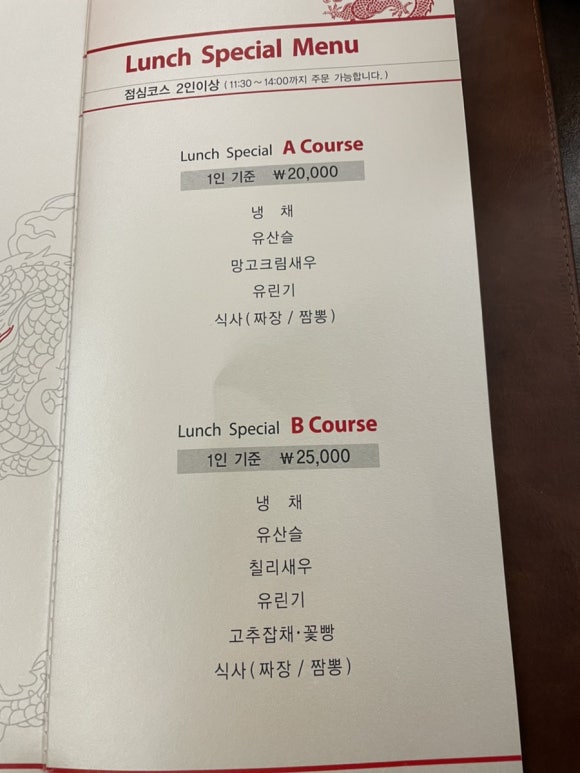 Lunch Special Menu
점심코스 2인이상 (11:30~14:00까지 주문 가능합니다.)
Lunch Special A Course
1인 기준 ₩20,000
냉 채
유산슬
망고크림새우
유린기
식사(짜장 / 짬뽕)
Lunch Special B Course
1인 기준 ₩25,000
냉 채
유산슬
칠리새우
유린기
고추잡채·꽃빵
식사(짜장 / 짬뽕)